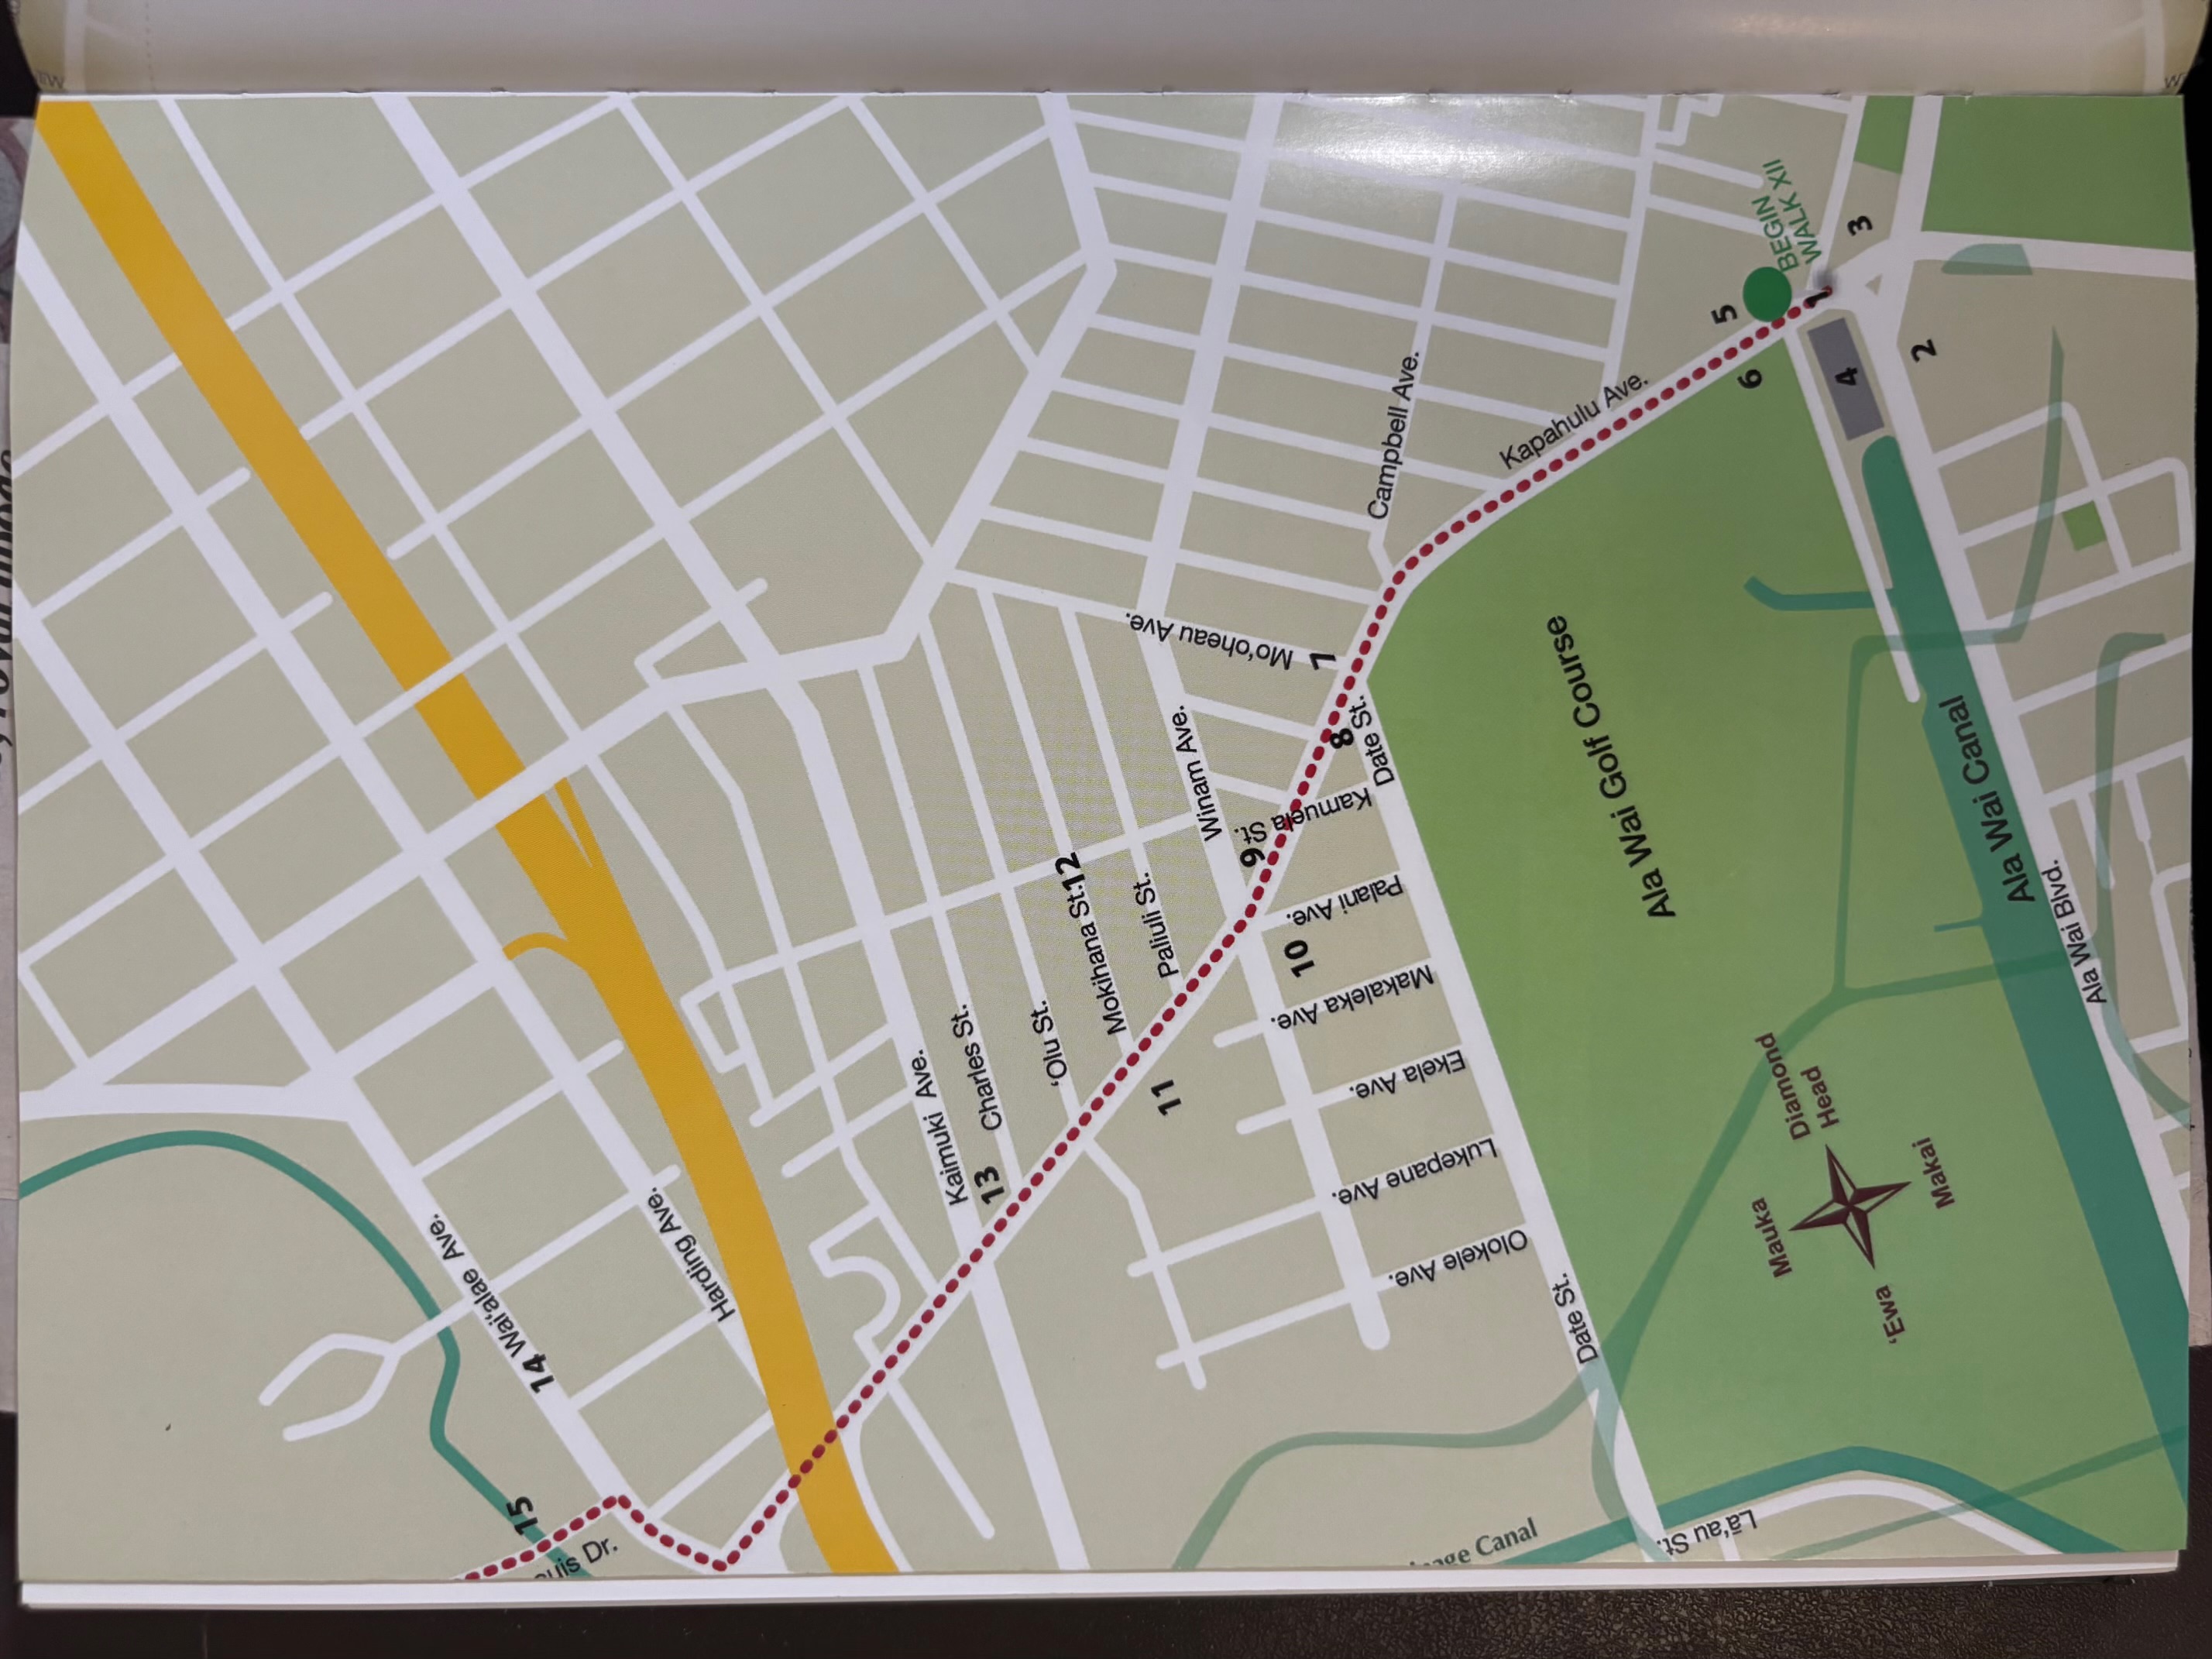 15
14 Wai'alae Ave.
Harding Ave.
Kaimuki Ave.
13
Charles St.
'Olu St.
Mokihana St.
12
Paliuli St.
11
Winam Ave.
Mo'oheau Ave.
9
Kamuela St.
10
Palani Ave.
Makaleka Ave.
Ekela Ave.
Lukepane Ave.
Olokele Ave.
8
7
Date St.
Campbell Ave.
Kapahulu Ave.
Date St.
Canal
Ala Wai Golf Course
Lā'au St.
5
6
BEGIN
WALK XII
1
4
3
2
Mauka
Diamond
Head
'Ewa
Makai
Ala Wai Canal
Ala Wai Blvd.
Dr.